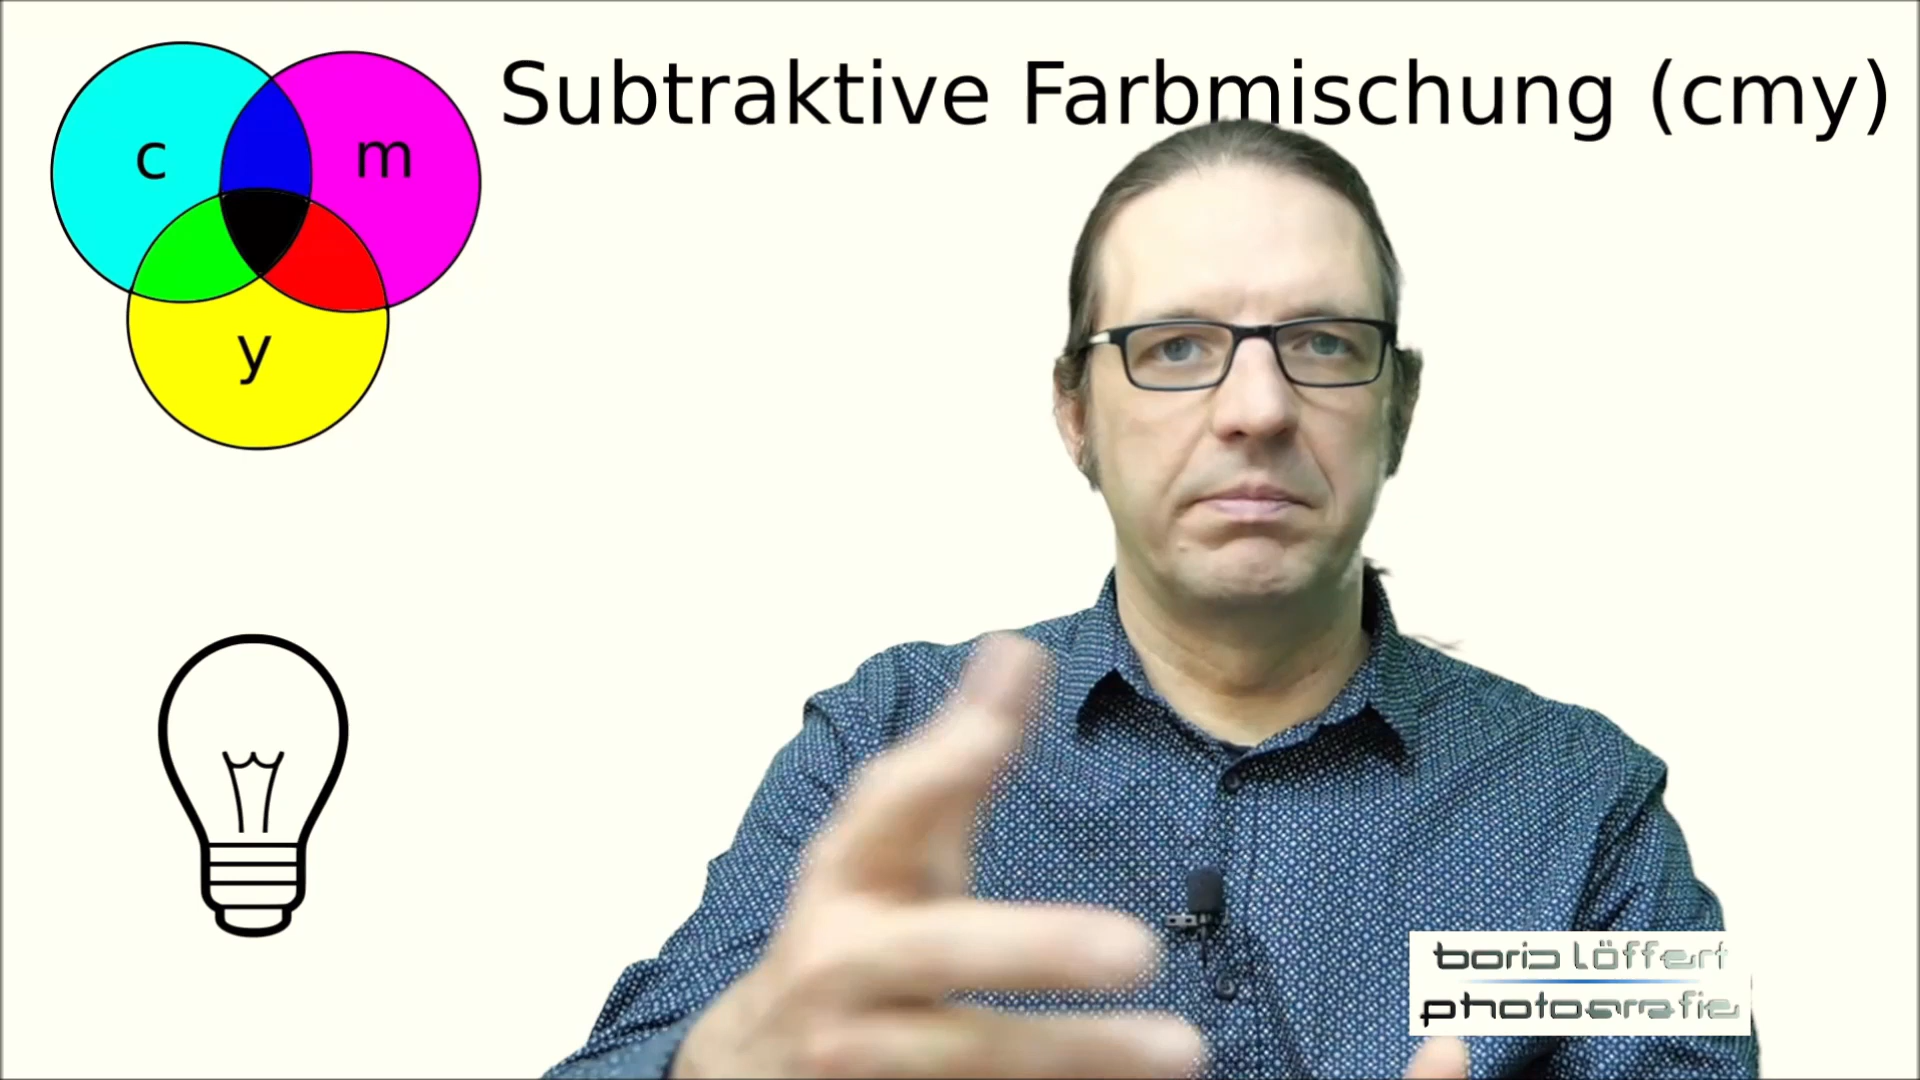 Subtraktive Farbmischung (cmy)
c
m
y
boris löffert
photografie